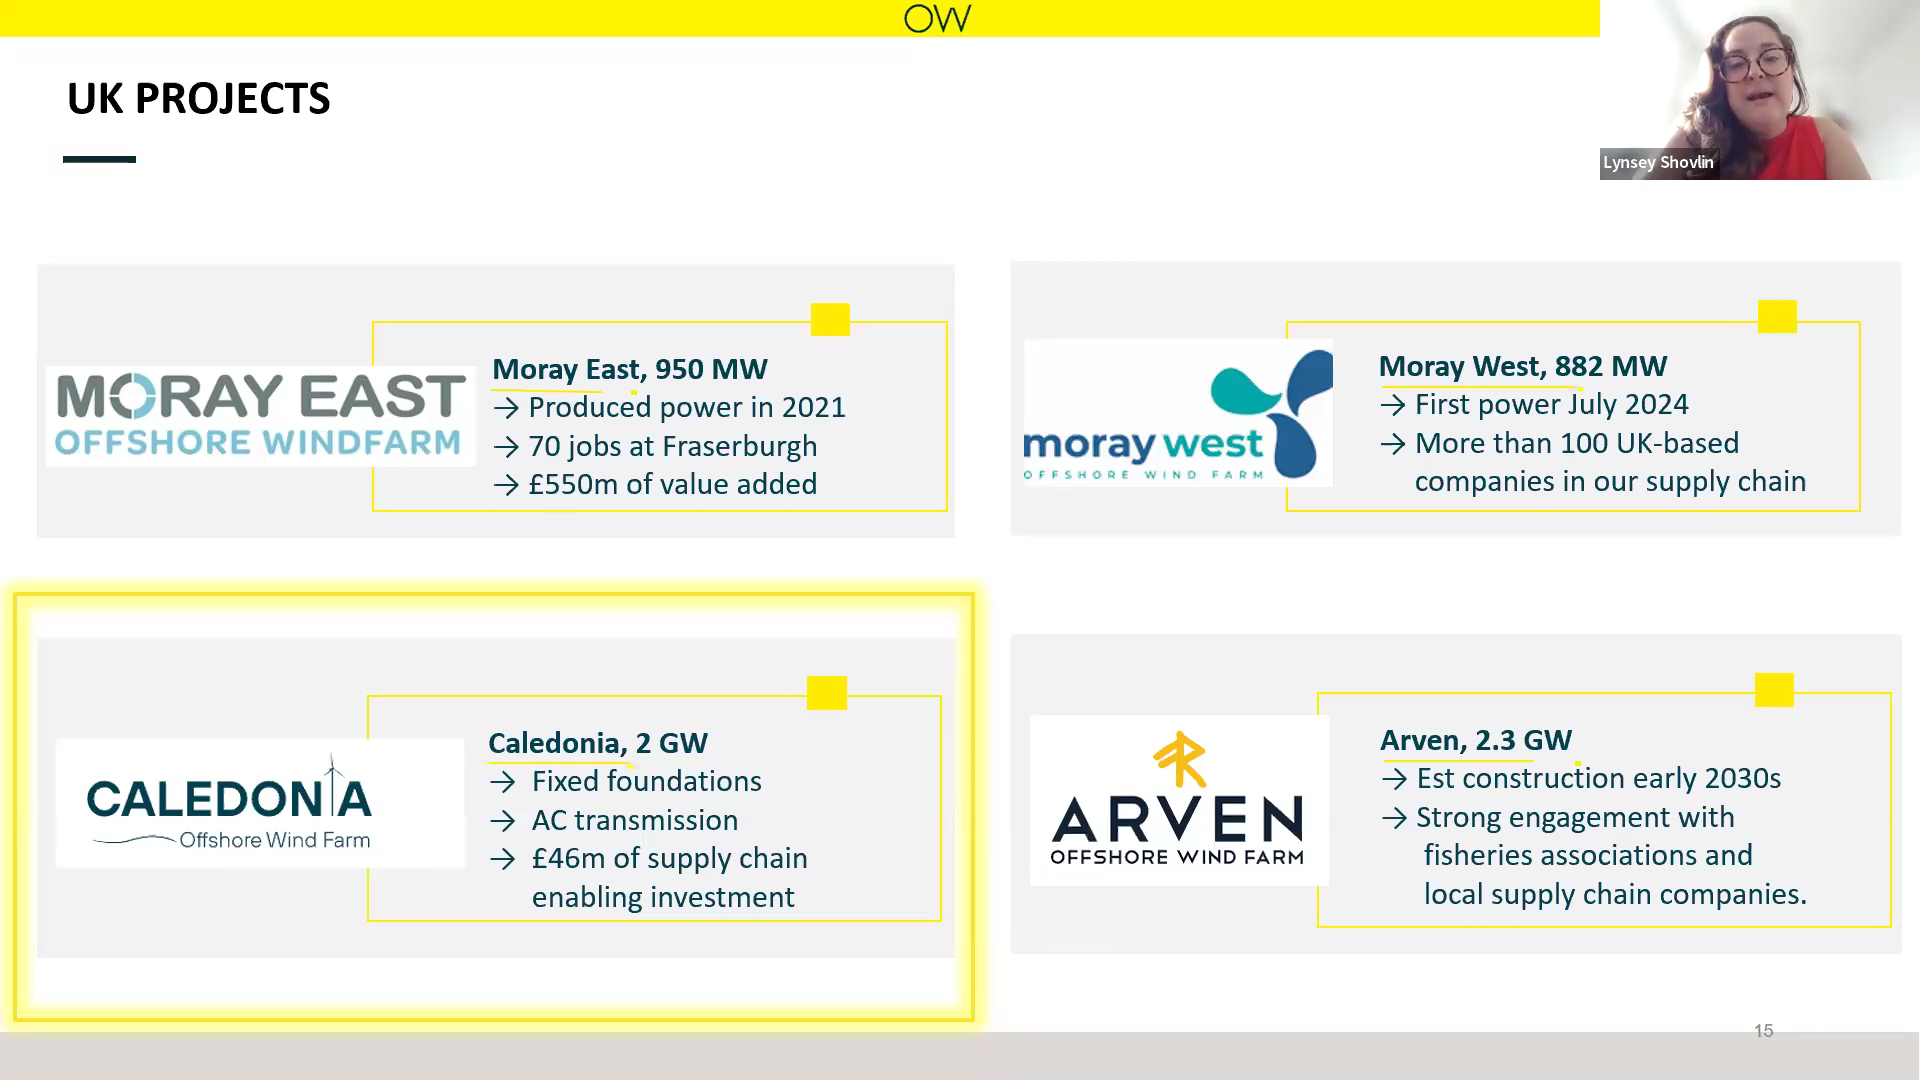 OW
UK PROJECTS
Lynsey Shovlin
MORAY EAST
OFFSHORE WINDFARM
Moray East, 950 MW
→ Produced power in 2021
→ 70 jobs at Fraserburgh
→ £550m of value added
moray west
OFFSHORE WIND FARM
Moray West, 882 MW
→ First power July 2024
→ More than 100 UK-based
companies in our supply chain
CALEDONIA
Offshore Wind Farm
Caledonia, 2 GW
→ Fixed foundations
→ AC transmission
→ £46m of supply chain
enabling investment
ARVEN
OFFSHORE WIND FARM
Arven, 2.3 GW
→ Est construction early 2030s
→ Strong engagement with
fisheries associations and
local supply chain companies.
15